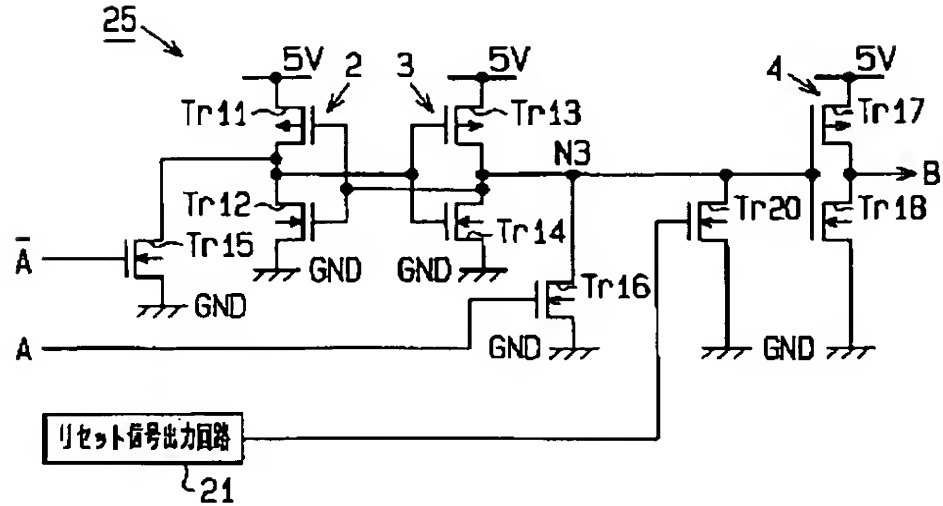 25
5V 2 3 5V 4 5V
Tr11 Tr13 Tr17
N3
B
Tr12 Tr20 Tr18
Tr15 Tr14
A̅ GND GND
GND Tr16
A GND GND
リセット信号出力回路
21